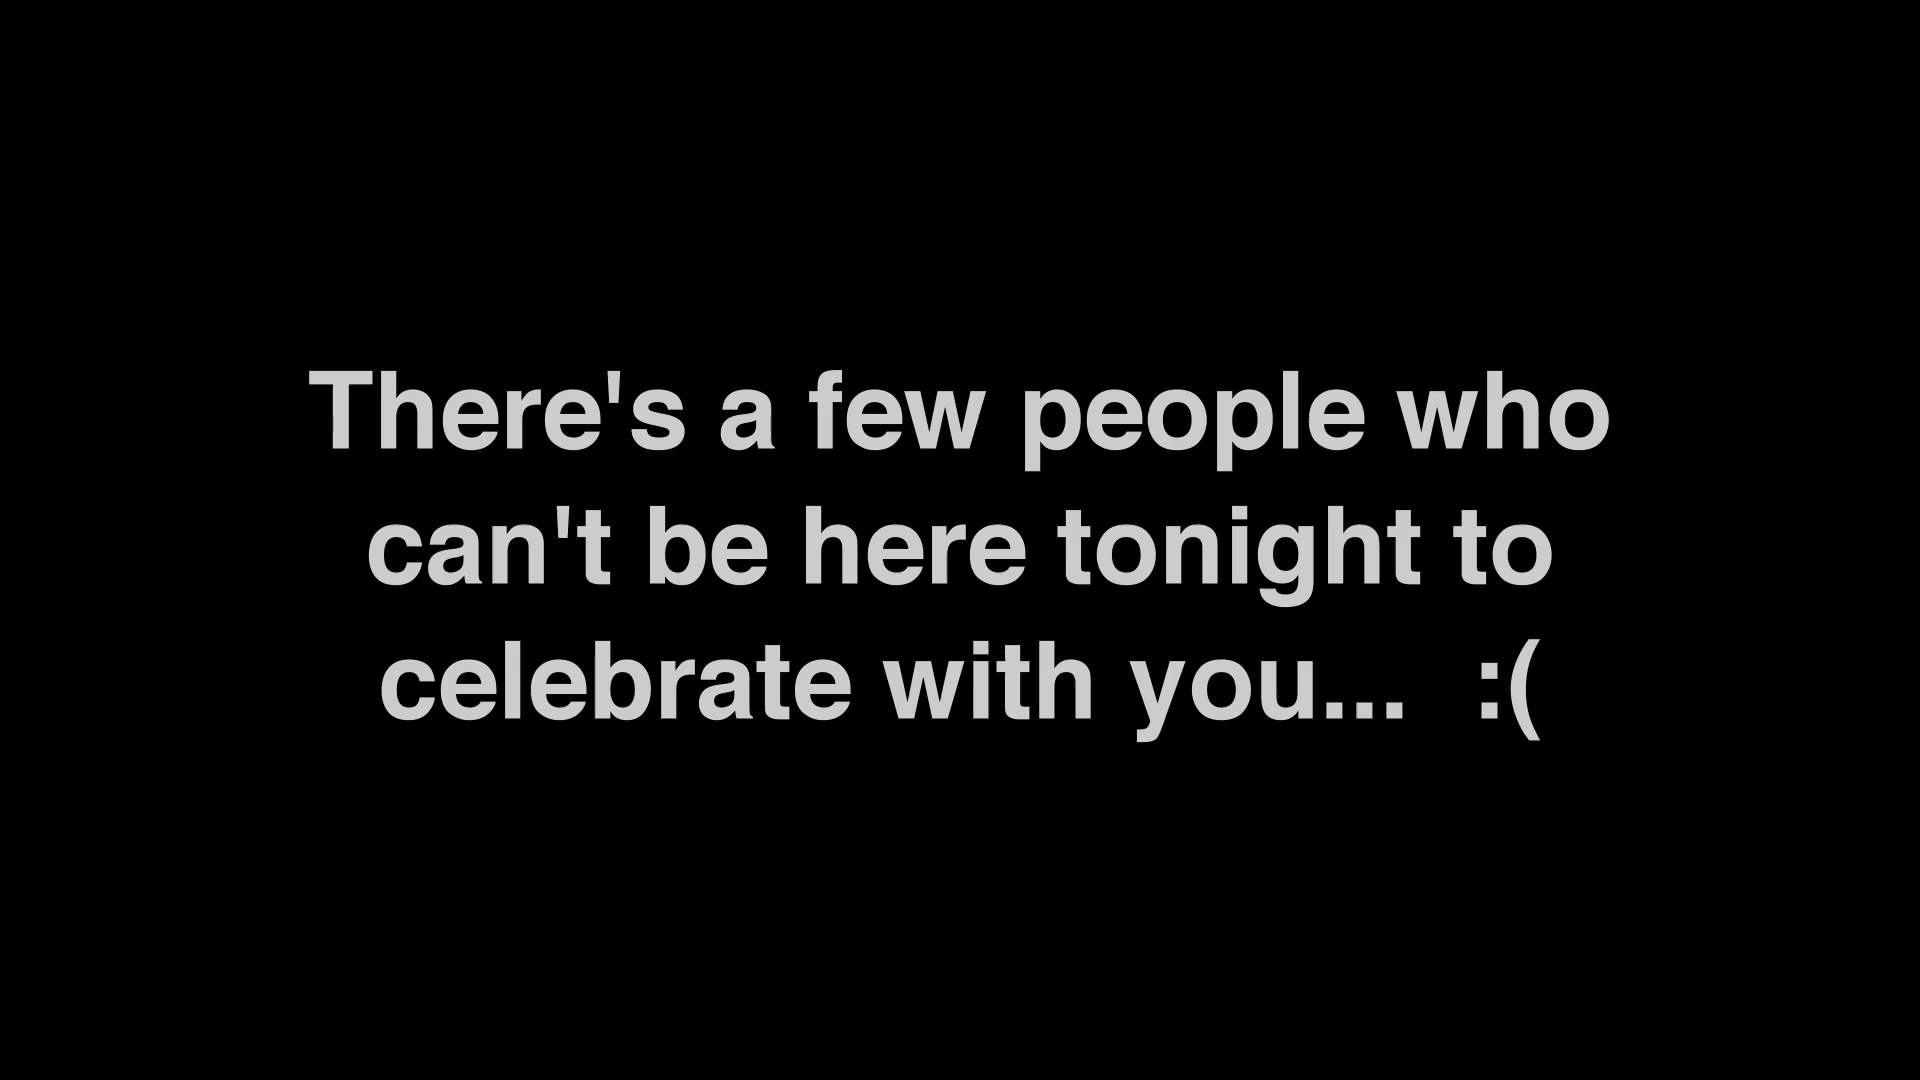 There's a few people who
can't be here tonight to
celebrate with you...  :(